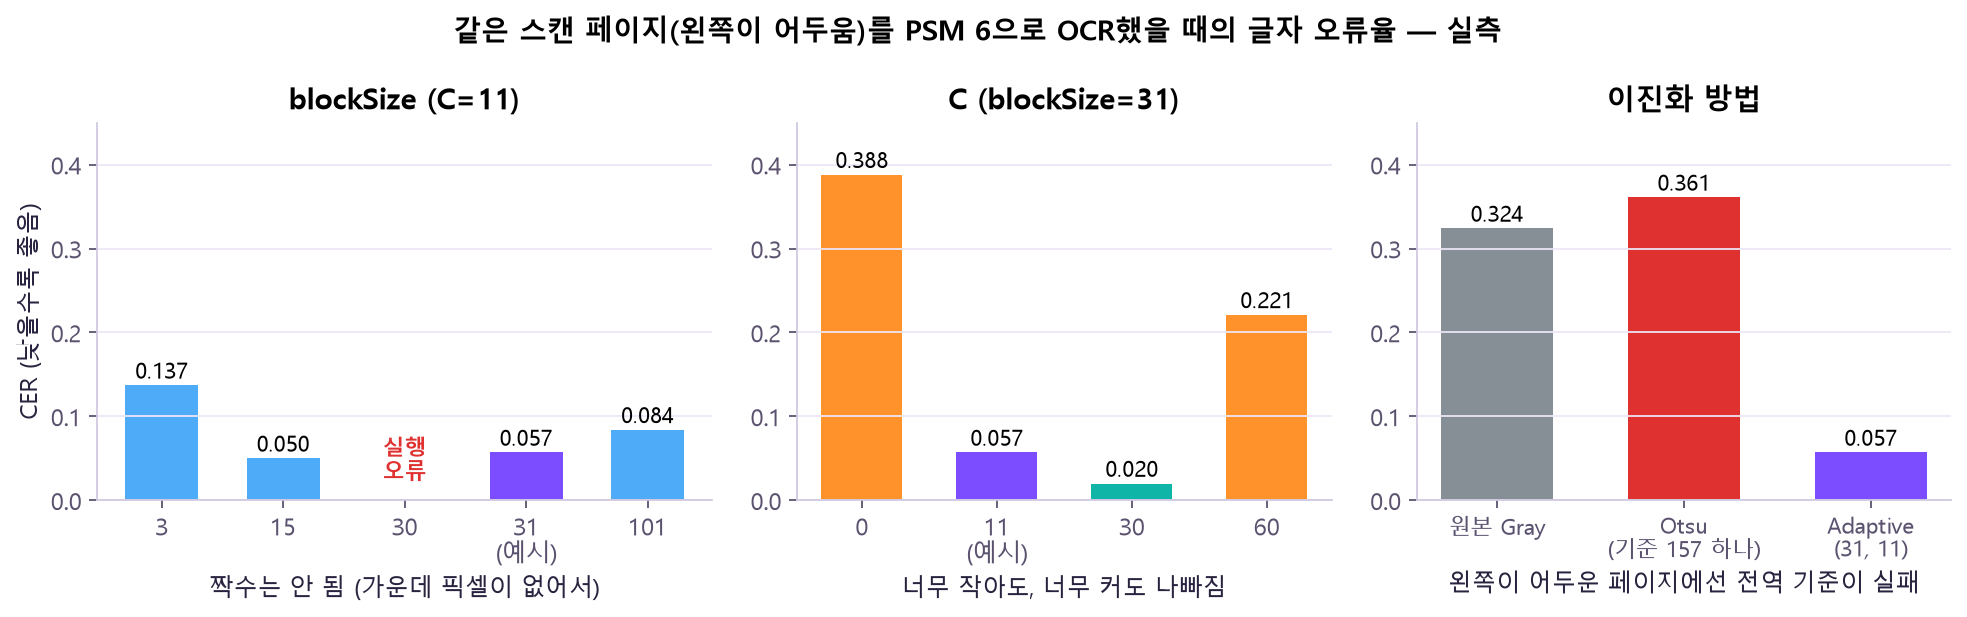 같은 스캔 페이지(왼쪽이 어두움)를 PSM 6으로 OCR했을 때의 글자 오류율 — 실측
blockSize (C=11)
CER (낮을수록 좋음)
0.4
0.3
0.2
0.1
0.0
0.137
0.050
실행
오류
0.057
0.084
3
15
30
31
(예시)
101
짝수는 안 됨 (가운데 픽셀이 없어서)
C (blockSize=31)
0.4
0.3
0.2
0.1
0.0
0.388
0.057
0.020
0.221
0
11
(예시)
30
60
너무 작아도, 너무 커도 나빠짐
이진화 방법
0.4
0.3
0.2
0.1
0.0
0.324
0.361
0.057
원본 Gray
Otsu
(기준 157 하나)
Adaptive
(31, 11)
왼쪽이 어두운 페이지에선 전역 기준이 실패